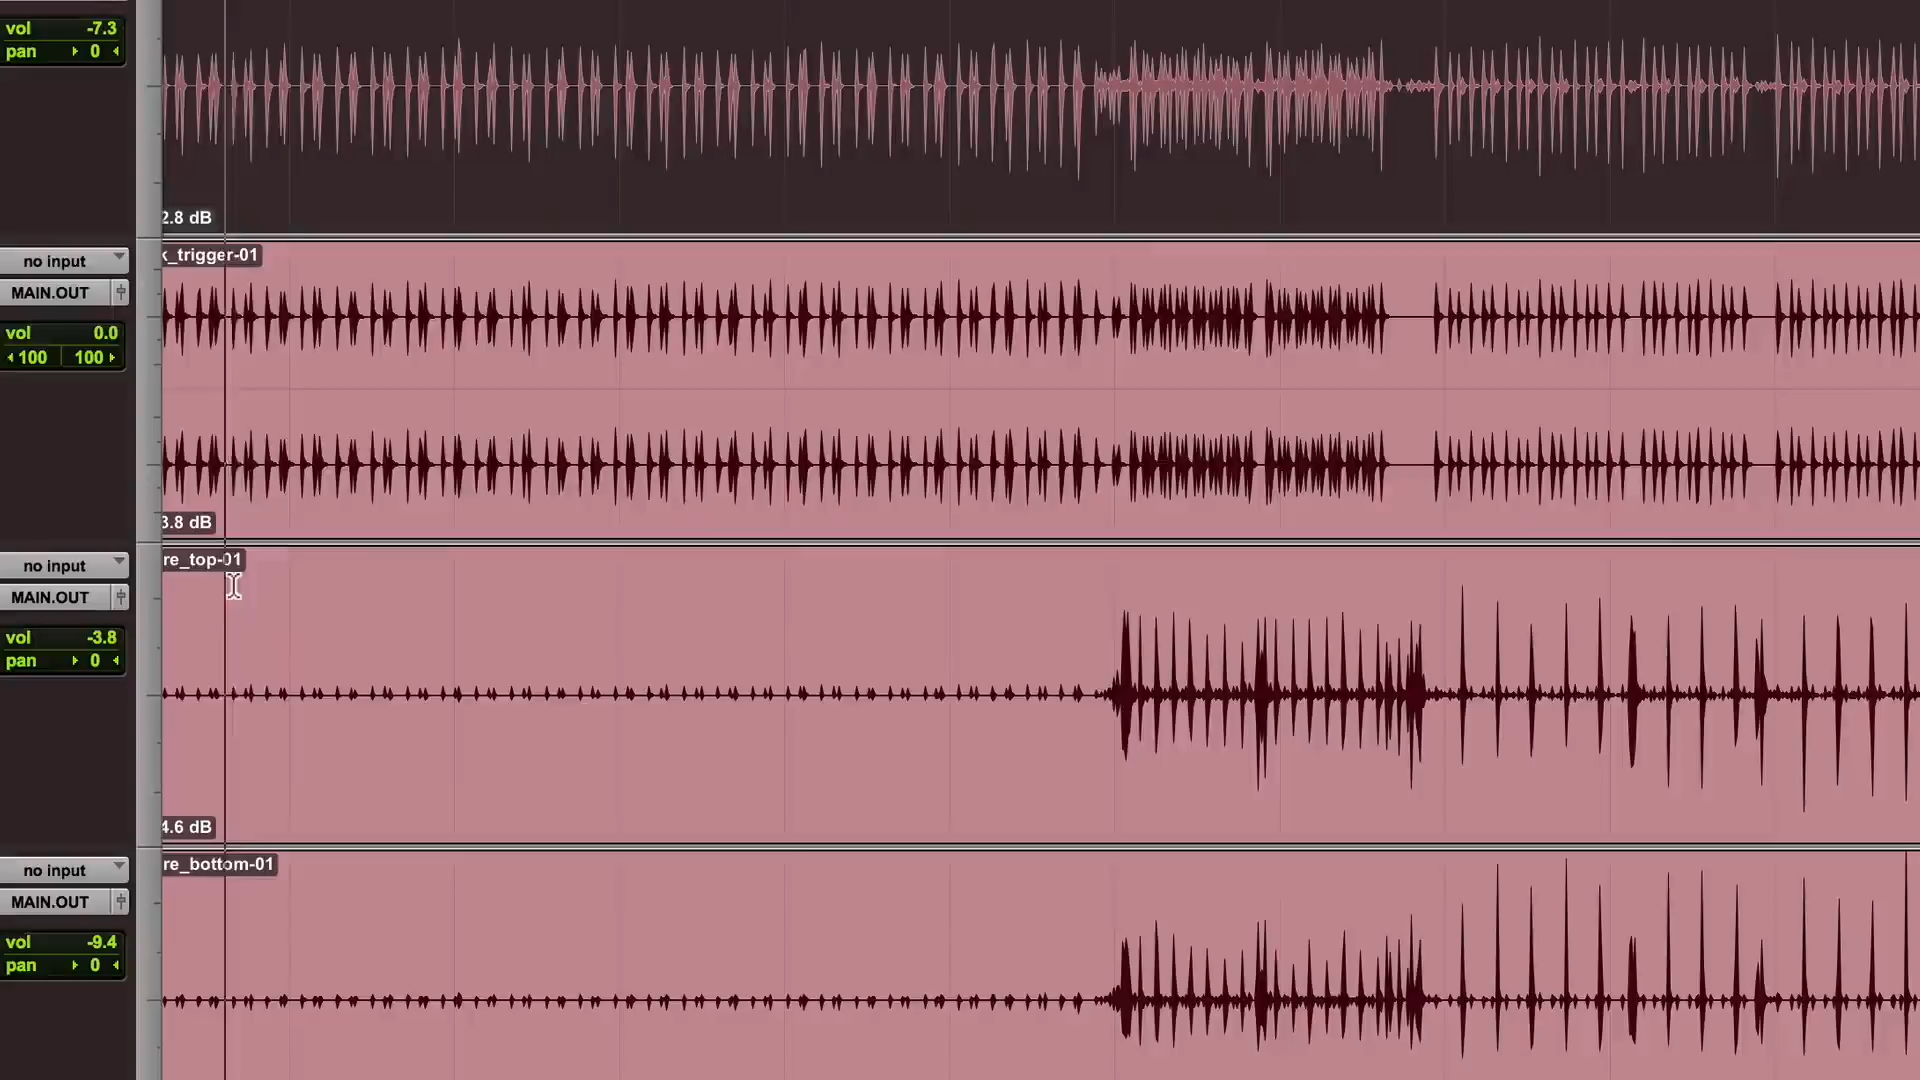 vol -7.3
pan 0
2.8 dB
no input
k_trigger-01
MAIN.OUT
vol 0.0
100 100
3.8 dB
no input
re_top-01
MAIN.OUT
vol -3.8
pan 0
4.6 dB
no input
re_bottom-01
MAIN.OUT
vol -9.4
pan 0